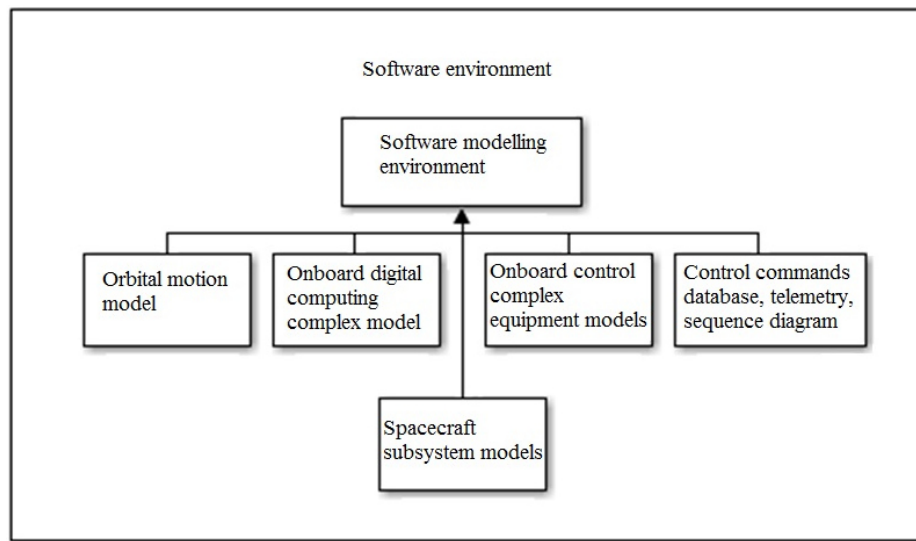 Software environment
Software modelling
environment
Orbital motion
model
Onboard digital
computing
complex model
Onboard control
complex
equipment models
Control commands
database, telemetry,
sequence diagram
Spacecraft
subsystem models